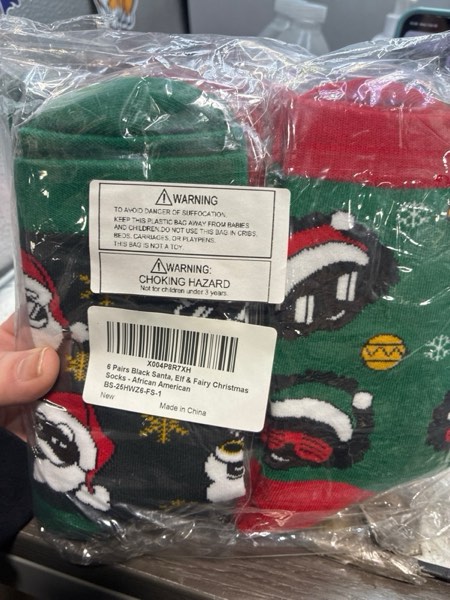 WARNING
TO AVOID DANGER OF SUFFOCATION,
KEEP THIS PLASTIC BAG AWAY FROM BABIES
AND CHILDREN.DO NOT USE THIS BAG IN CRIBS,
BEDS, CARRIAGES, OR PLAYPENS.
THIS BAG IS NOT A TOY.
WARNING:
CHOKING HAZARD
Not for children under 3 years
X004P8R7XH
6 Pairs Black Santa, Elf & Fairy Christmas
Socks - African American
BS-25HWZ6-FS-1
New
Made in China